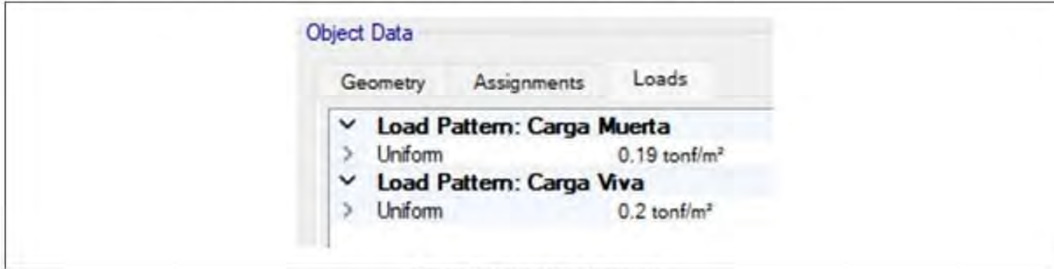 Object Data
Geometry Assignments Loads
Load Pattern: Carga Muerta
Uniform 0.19 tonf/m²
Load Pattern: Carga Viva
Uniform 0.2 tonf/m²